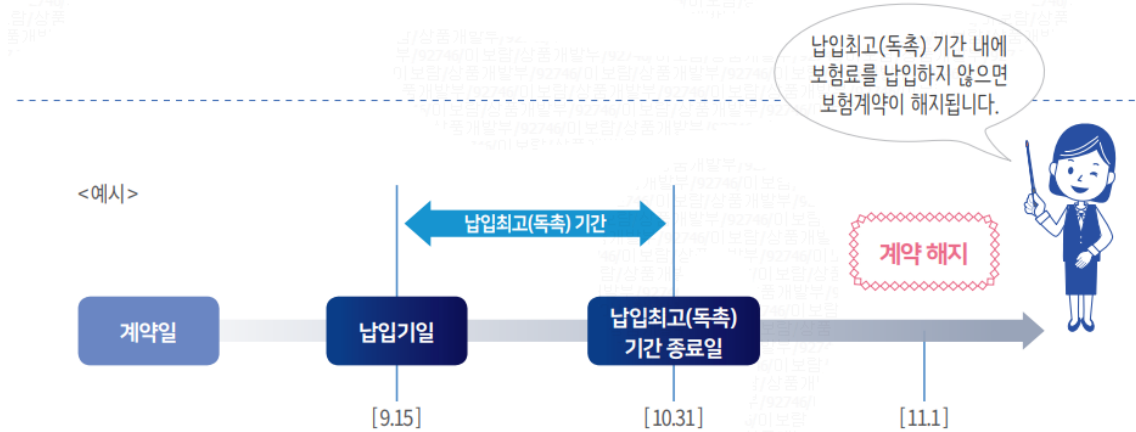 납입최고(독촉) 기간 내에
보험료를 납입하지 않으면
보험계약이 해지됩니다.
<예시>
납입최고(독촉) 기간
계약 해지
계약일
납입기일
납입최고(독촉)
기간 종료일
[9.15]
[10.31]
[11.1]